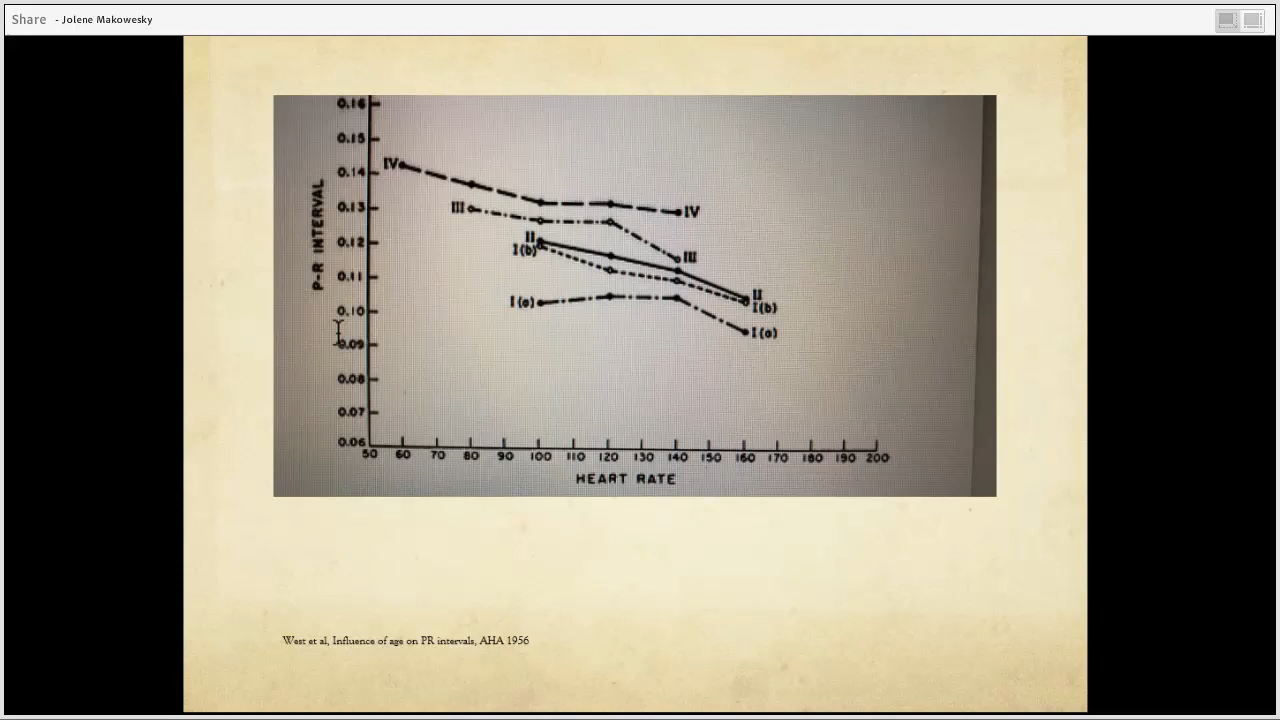 Share - Jolene Makowesky
0.16
0.15
IV 0.14
0.13 III IV
0.12 II
I(b) III
0.11
II
I(b)
0.10 I(a)
I(a)
0.09
0.08
0.07
0.06
P-R INTERVAL
50 60 70 80 90 100 110 120 130 140 150 160 170 180 190 200
HEART RATE
West et al, Influence of age on PR intervals, AHA 1956